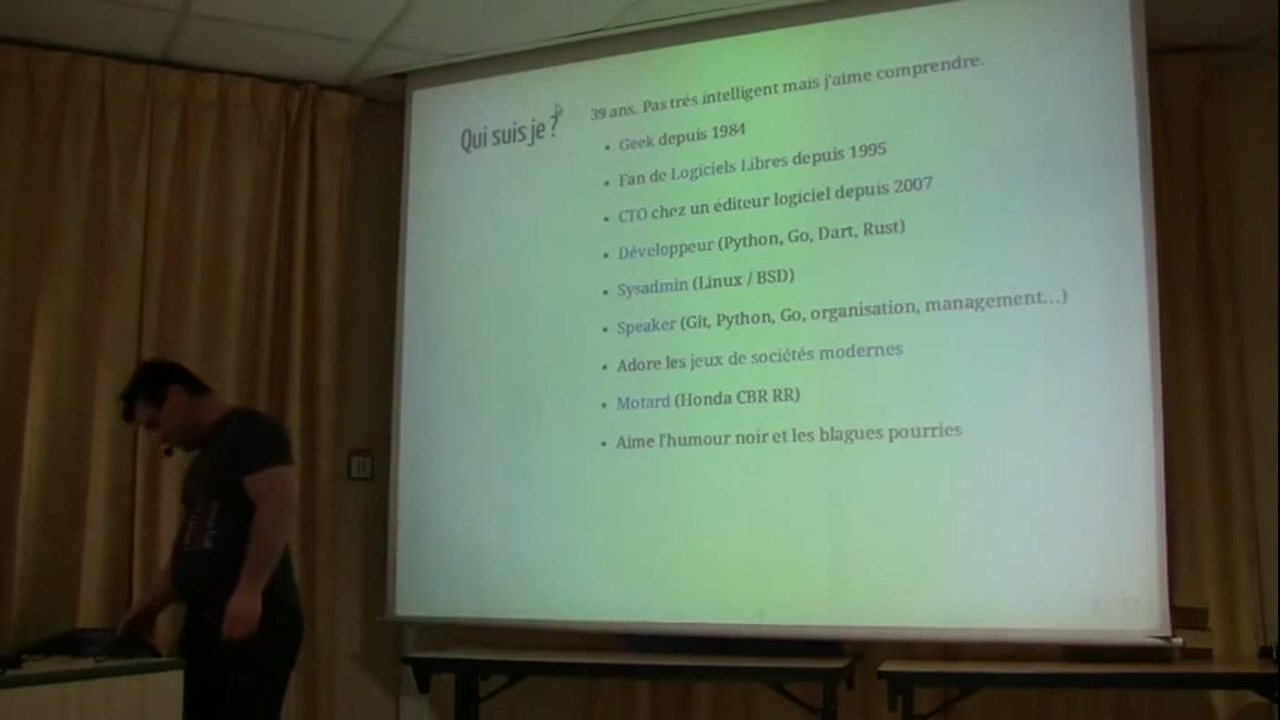 Qui suis je ?
39 ans. Pas trés intelligent mais j'aime comprendre.
• Geek depuis 1984
• Fan de Logiciels Libres depuis 1995
• CTO chez un éditeur logiciel depuis 2007
• Développeur (Python, Go, Dart, Rust)
• Sysadmin (Linux / BSD)
• Speaker (Git, Python, Go, organisation, management...)
• Adore les jeux de sociétés modernes
• Motard (Honda CBR RR)
• Aime l'humour noir et les blagues pourries